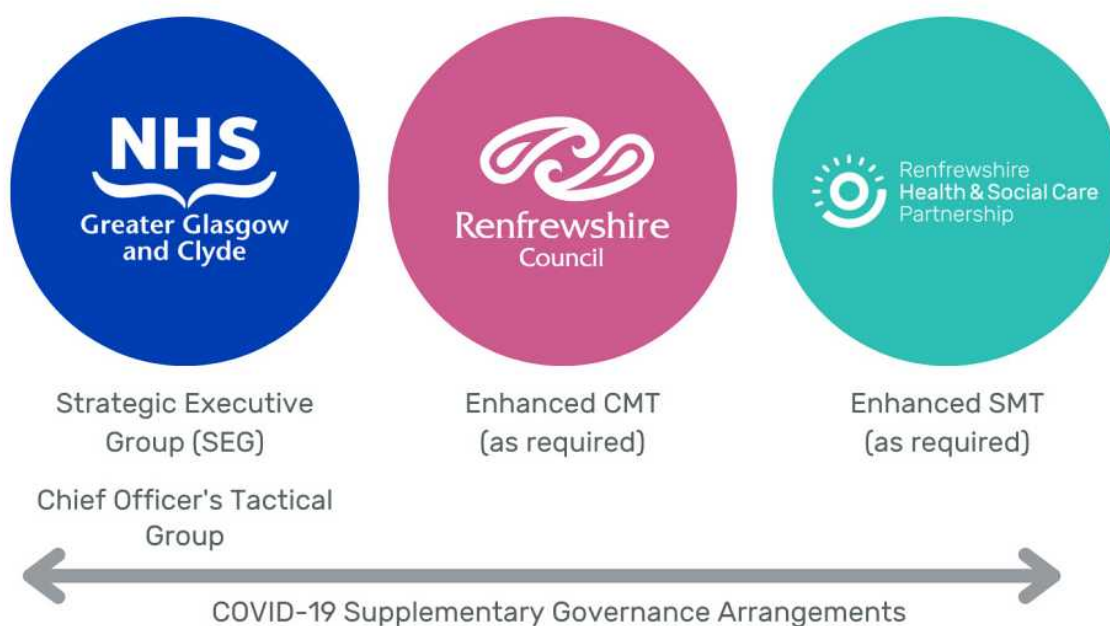 NHS
Greater Glasgow
and Clyde
Renfrewshire
Council
Renfrewshire
Health & Social Care
Partnership
Strategic Executive
Group (SEG)
Enhanced CMT
(as required)
Enhanced SMT
(as required)
Chief Officer's Tactical
Group
COVID-19 Supplementary Governance Arrangements